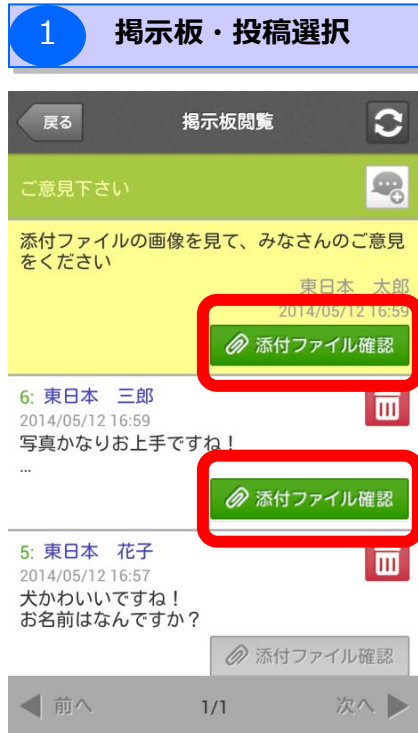 1 掲示板・投稿選択
戻る 掲示板閲覧
ご意見下さい
添付ファイルの画像を見て、みなさんのご意見
をください
東日本 太郎
2014/05/12 16:59
添付ファイル確認
6: 東日本 三郎
2014/05/12 16:59
写真かなりお上手ですね！
...
添付ファイル確認
5: 東日本 花子
2014/05/12 16:57
犬かわいいですね！
お名前はなんですか？
添付ファイル確認
前へ 1/1 次へ